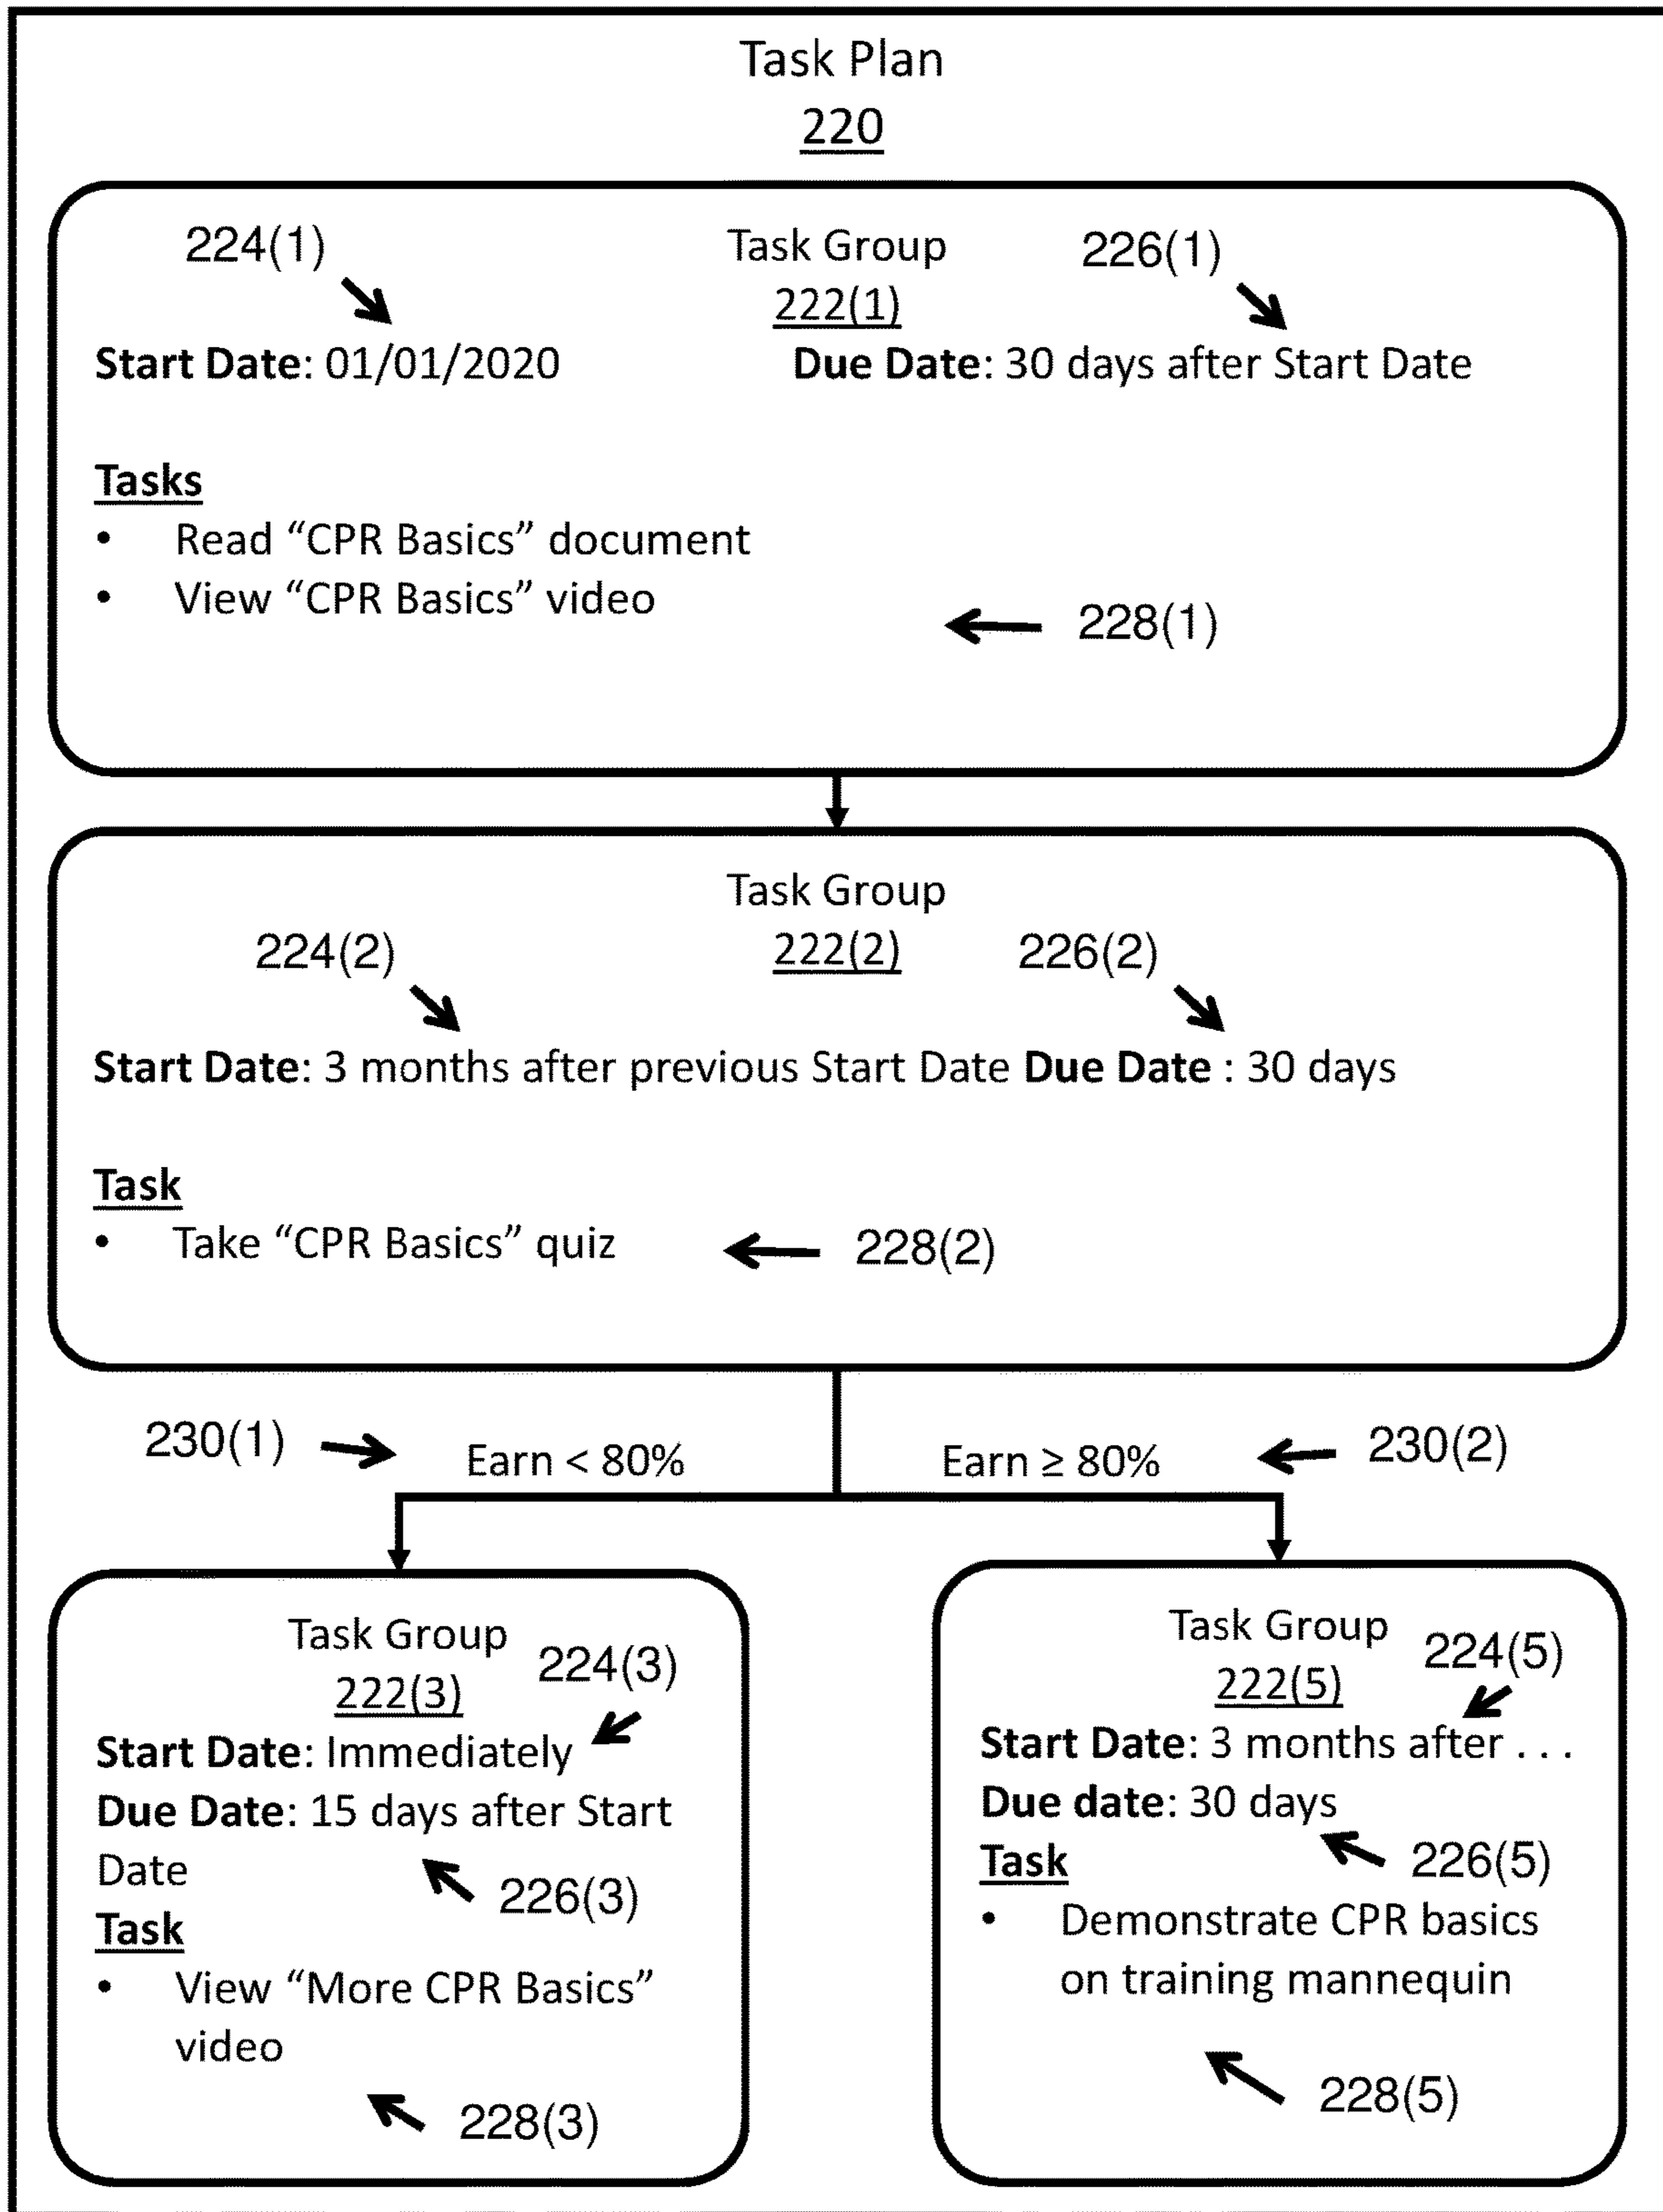 Task Plan
220
224(1)
Task Group
226(1)
222(1)
Start Date: 01/01/2020
Due Date: 30 days after Start Date
Tasks
• Read “CPR Basics” document
• View “CPR Basics” video
228(1)
Task Group
224(2)
222(2)
226(2)
Start Date: 3 months after previous Start Date Due Date : 30 days
Task
• Take “CPR Basics” quiz
228(2)
230(1)
Earn < 80%
Earn ≥ 80%
230(2)
Task Group
224(3)
222(3)
Start Date: Immediately
Due Date: 15 days after Start
Date
226(3)
Task
• View “More CPR Basics”
video
228(3)
Task Group
224(5)
222(5)
Start Date: 3 months after . . .
Due date: 30 days
Task
226(5)
• Demonstrate CPR basics
on training mannequin
228(5)